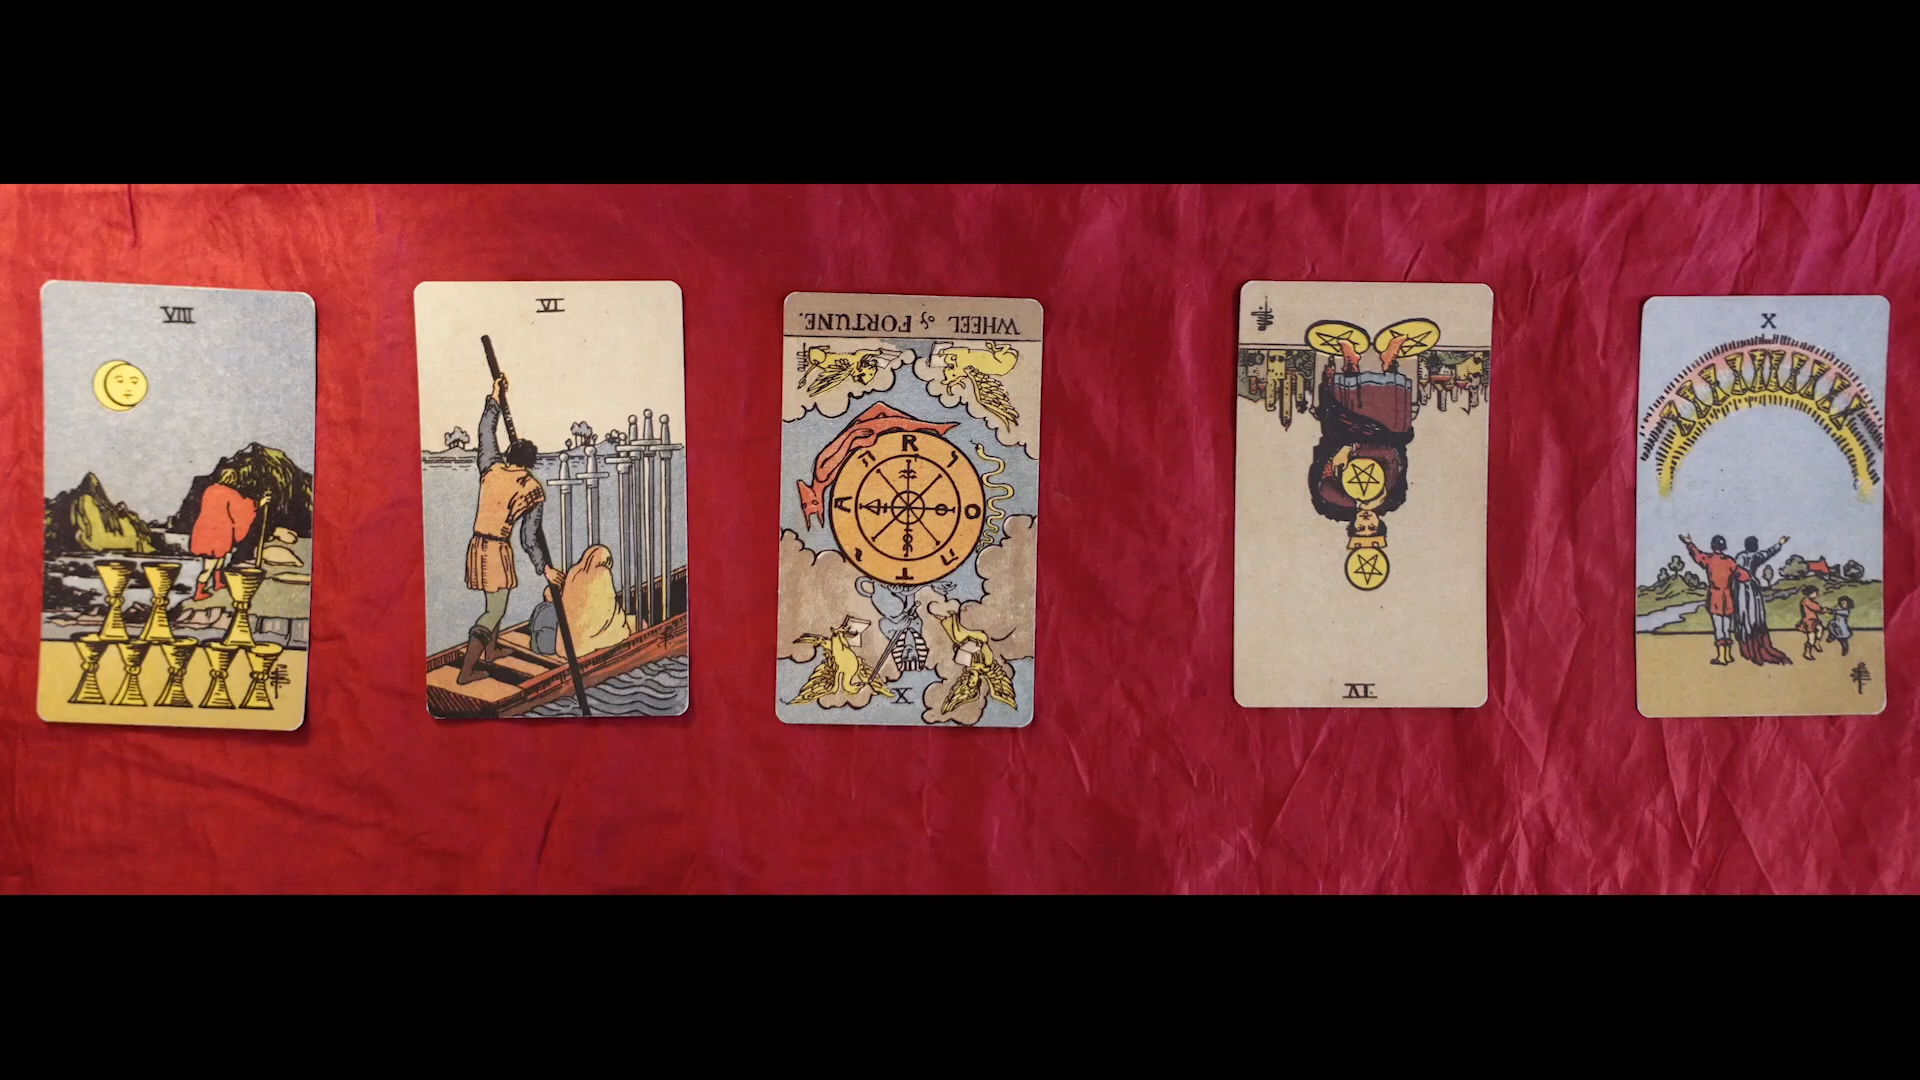 VIII
VI
WHEEL of FORTUNE.
R
O
T
A
X
IV
X